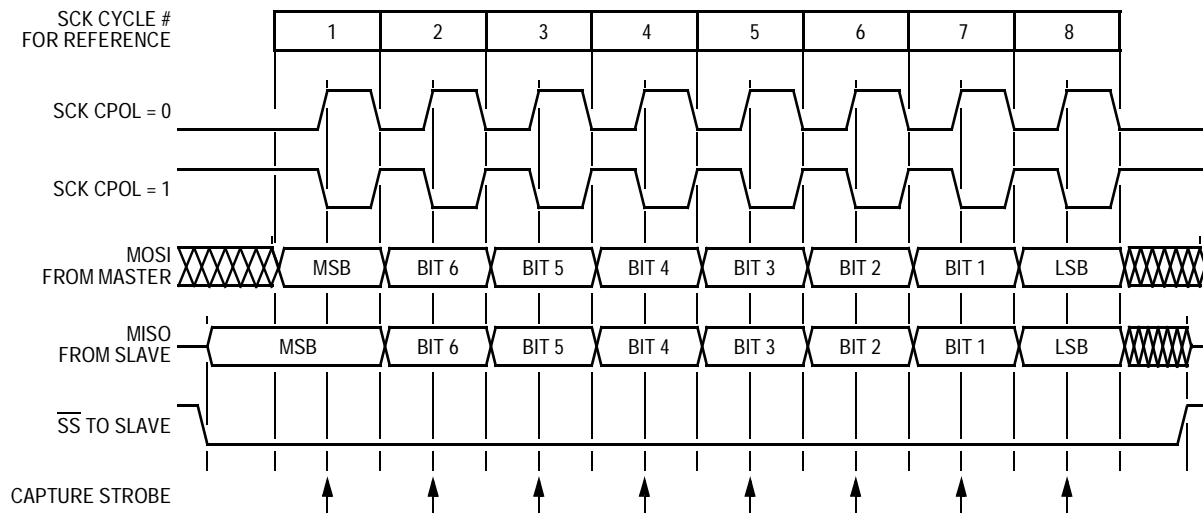 SCK CYCLE #
FOR REFERENCE
1 2 3 4 5 6 7 8
SCK CPOL = 0
SCK CPOL = 1
MOSI
FROM MASTER
MSB BIT 6 BIT 5 BIT 4 BIT 3 BIT 2 BIT 1 LSB
MISO
FROM SLAVE
MSB BIT 6 BIT 5 BIT 4 BIT 3 BIT 2 BIT 1 LSB
S̅S̅ TO SLAVE
CAPTURE STROBE